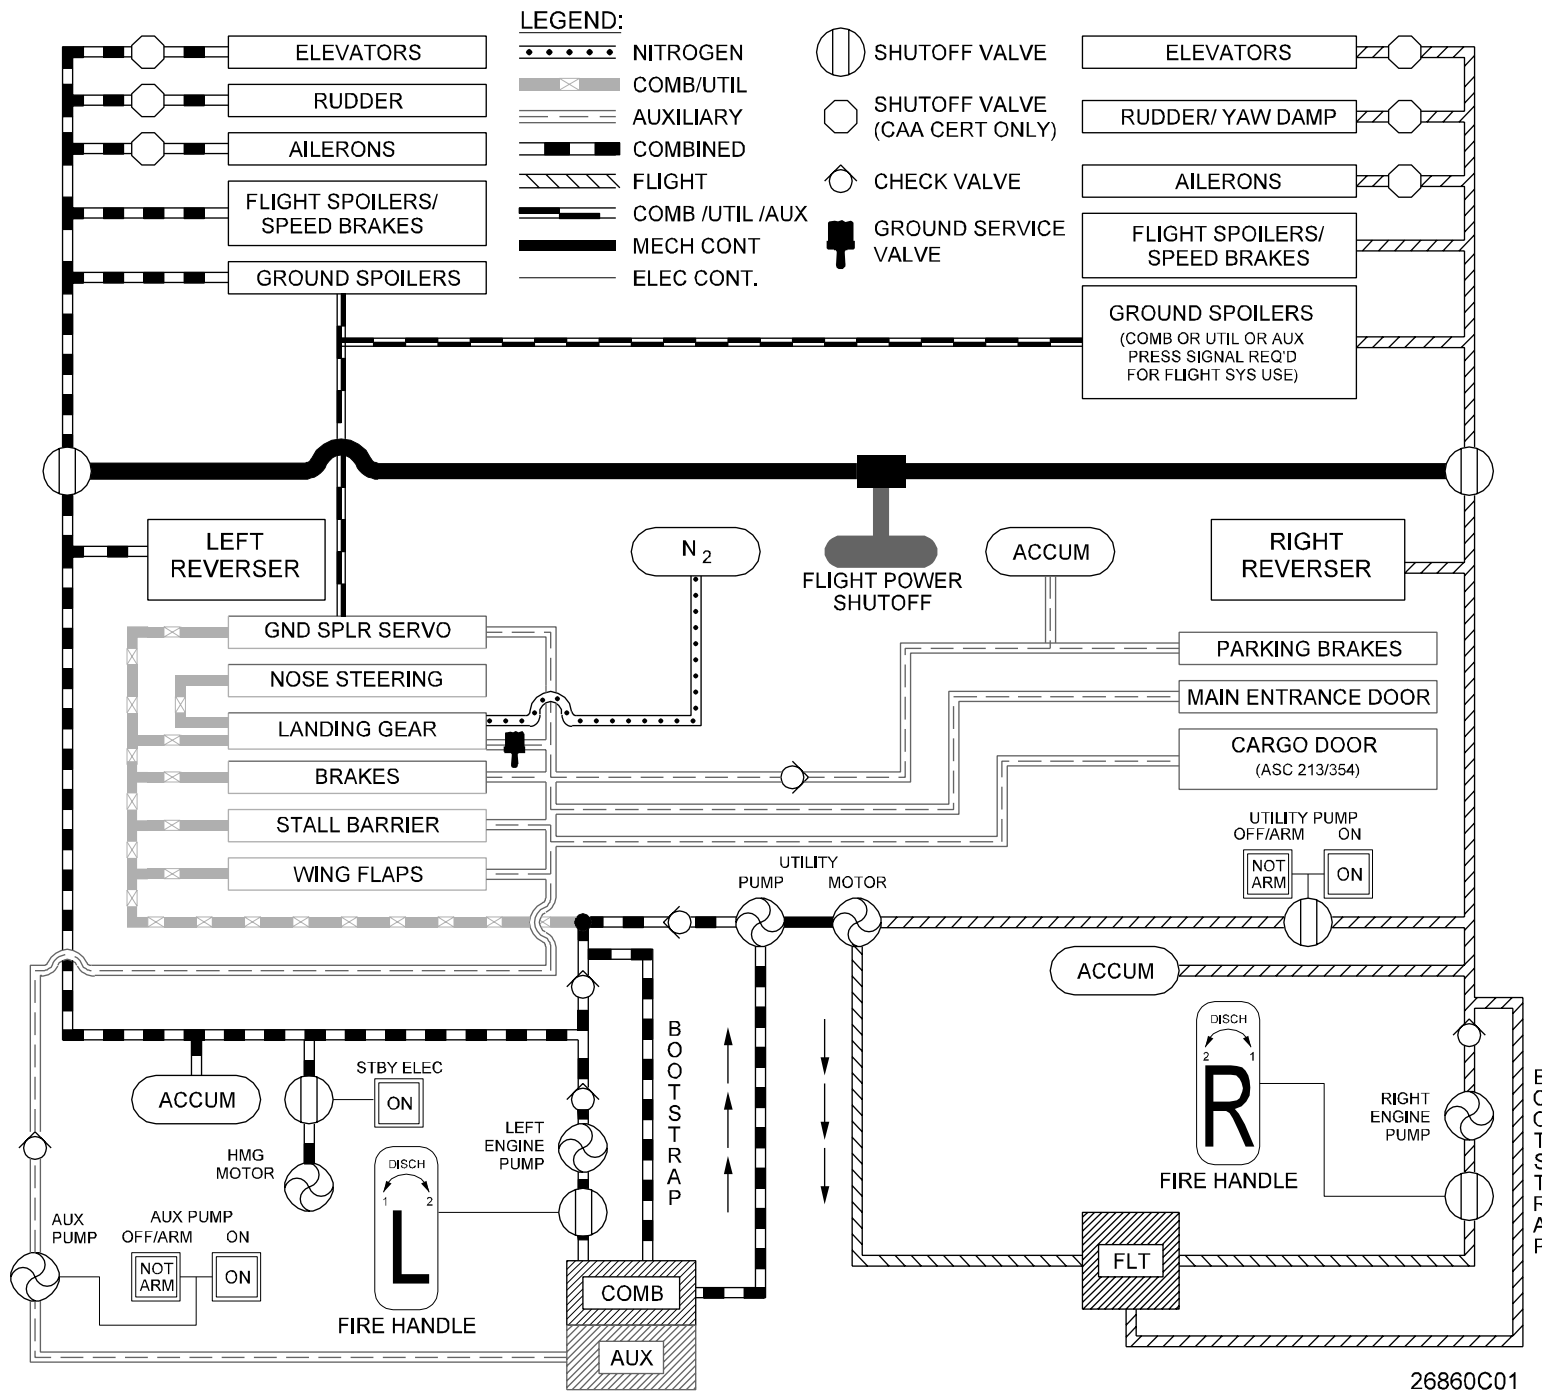 LEGEND:
NITROGEN
COMB/UTIL
AUXILIARY
COMBINED
FLIGHT
COMB /UTIL /AUX
MECH CONT
ELEC CONT.
SHUTOFF VALVE
SHUTOFF VALVE
(CAA CERT ONLY)
CHECK VALVE
GROUND SERVICE
VALVE
ELEVATORS
RUDDER
AILERONS
FLIGHT SPOILERS/
SPEED BRAKES
GROUND SPOILERS
ELEVATORS
RUDDER/ YAW DAMP
AILERONS
FLIGHT SPOILERS/
SPEED BRAKES
GROUND SPOILERS
(COMB OR UTIL OR AUX
PRESS SIGNAL REQ'D
FOR FLIGHT SYS USE)
LEFT
REVERSER
N 2
FLIGHT POWER
SHUTOFF
ACCUM
RIGHT
REVERSER
GND SPLR SERVO
NOSE STEERING
LANDING GEAR
BRAKES
STALL BARRIER
WING FLAPS
PARKING BRAKES
MAIN ENTRANCE DOOR
CARGO DOOR
(ASC 213/354)
UTILITY PUMP
OFF/ARM ON
NOT
ARM
ON
UTILITY
PUMP MOTOR
ACCUM
BOOTSTRAP
DISCH
2 1
R
FIRE HANDLE
RIGHT
ENGINE
PUMP
BOOTSTRAP
ACCUM
STBY ELEC
ON
HMG
MOTOR
LEFT
ENGINE
PUMP
DISCH
1 2
L
FIRE HANDLE
AUX
PUMP
AUX PUMP
OFF/ARM ON
NOT
ARM
ON
COMB
AUX
FLT
26860C01